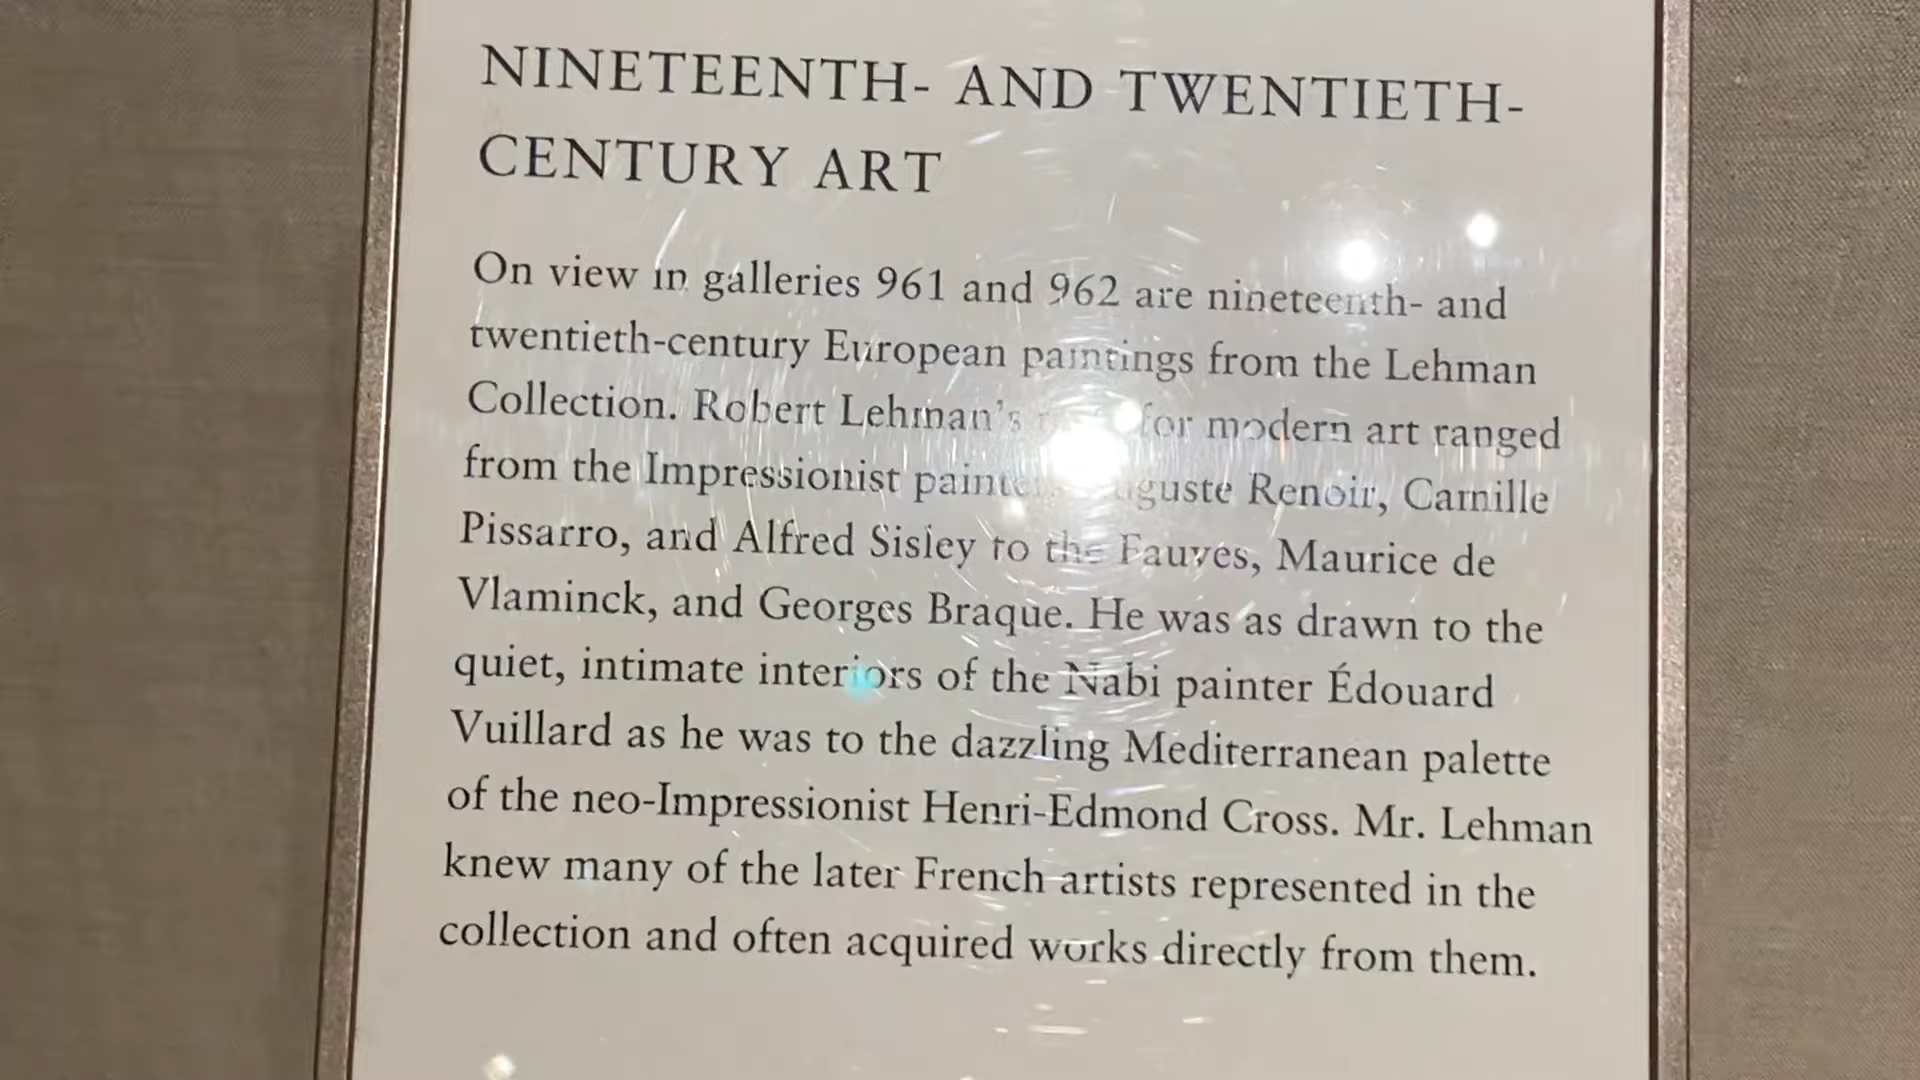 NINETEENTH- AND TWENTIETH-
CENTURY ART
On view in galleries 961 and 962 are nineteenth- and
twentieth-century European paintings from the Lehman
Collection. Robert Lehman's for modern art ranged
from the Impressionist Renoir, Camille
Pissarro, and Alfred Sisley to the Fauves, Maurice de
Vlaminck, and Georges Braque. He was as drawn to the
quiet, intimate interiors of the Nabi painter Édouard
Vuillard as he was to the dazzling Mediterranean palette
of the neo-Impressionist Henri-Edmond Cross. Mr. Lehman
knew many of the later French artists represented in the
collection and often acquired works directly from them.